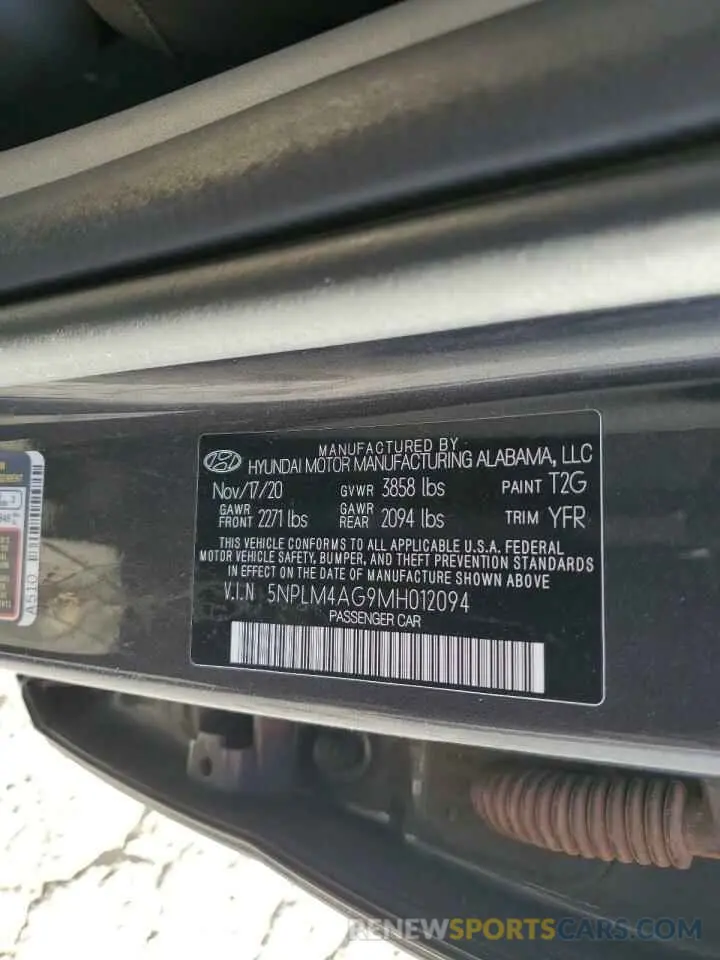 MANUFACTURED BY
HYUNDAI MOTOR MANUFACTURING ALABAMA, LLC
Nov/17/20 GVWR 3858 lbs PAINT T2G
GAWR FRONT 2271 lbs GAWR REAR 2094 lbs TRIM YFR
THIS VEHICLE CONFORMS TO ALL APPLICABLE U.S.A. FEDERAL
MOTOR VEHICLE SAFETY, BUMPER, AND THEFT PREVENTION STANDARDS
IN EFFECT ON THE DATE OF MANUFACTURE SHOWN ABOVE
V.I.N 5NPLM4AG9MH012094
PASSENGER CAR
A510
RENEWSPORTSCARS.COM